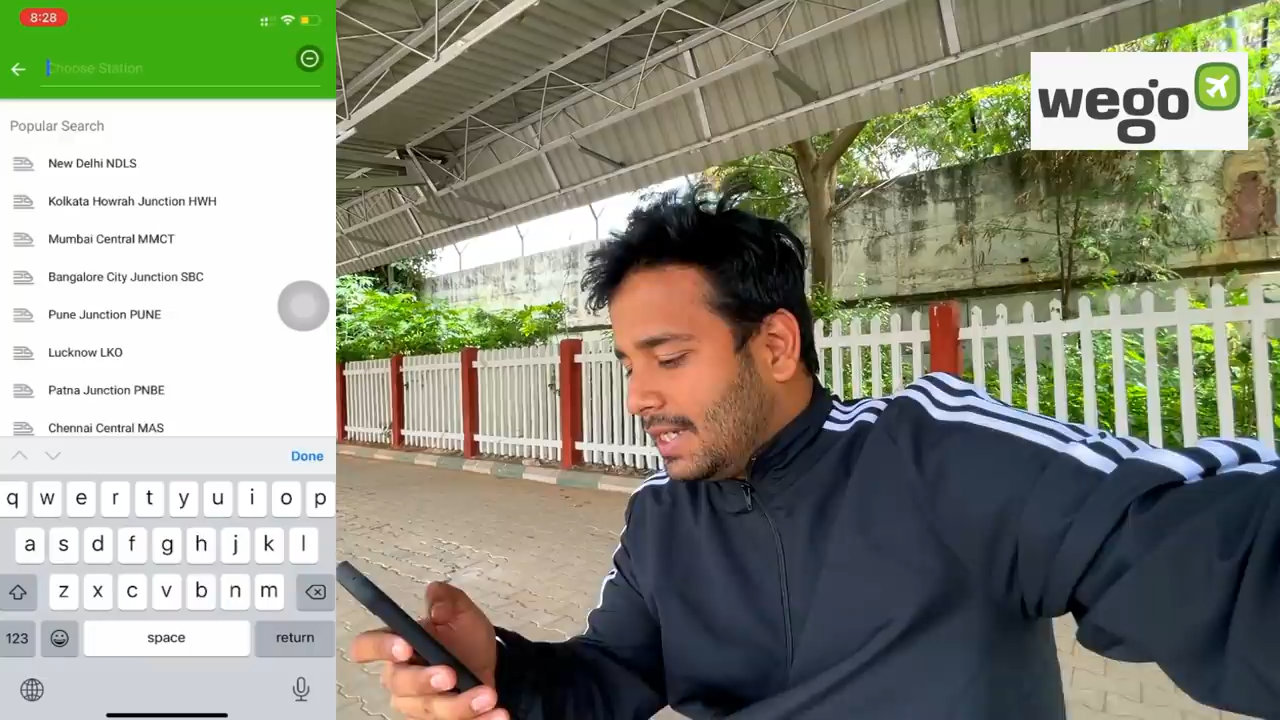 8:28
Choose Station
Popular Search
New Delhi NDLS
Kolkata Howrah Junction HWH
Mumbai Central MMCT
Bangalore City Junction SBC
Pune Junction PUNE
Lucknow LKO
Patna Junction PNBE
Chennai Central MAS
Done
q w e r t y u i o p
a s d f g h j k l
z x c v b n m
123 space return
wego